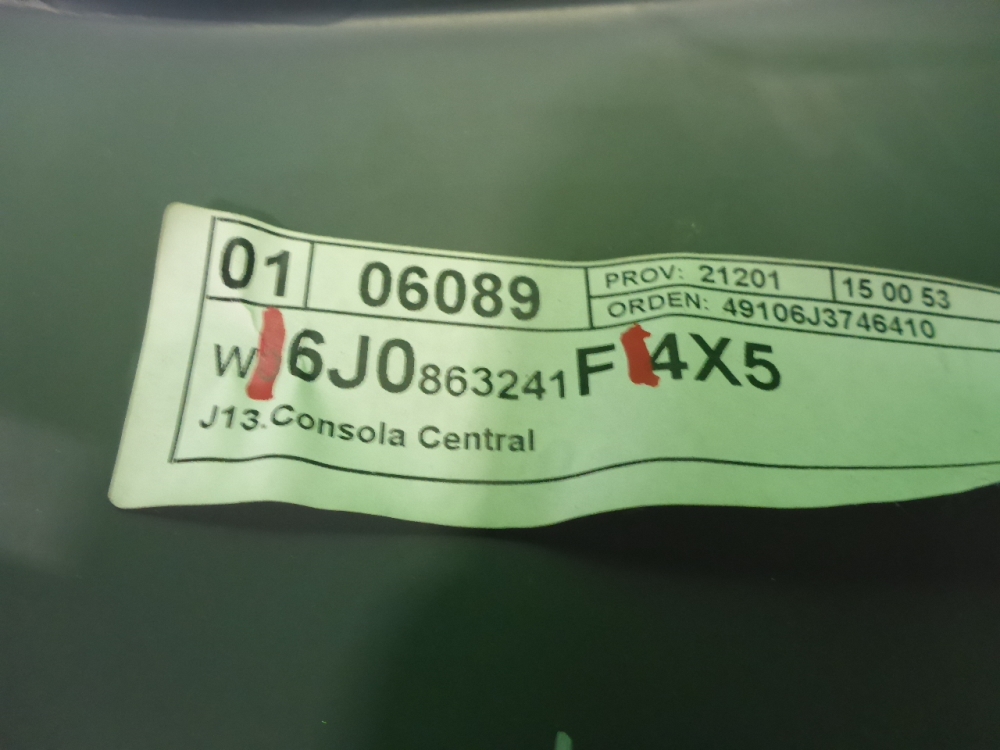 01 06089 PROV: 21201 15 00 53
ORDEN: 49106J3746410
W 6J0863241F 4X5
J13.Consola Central